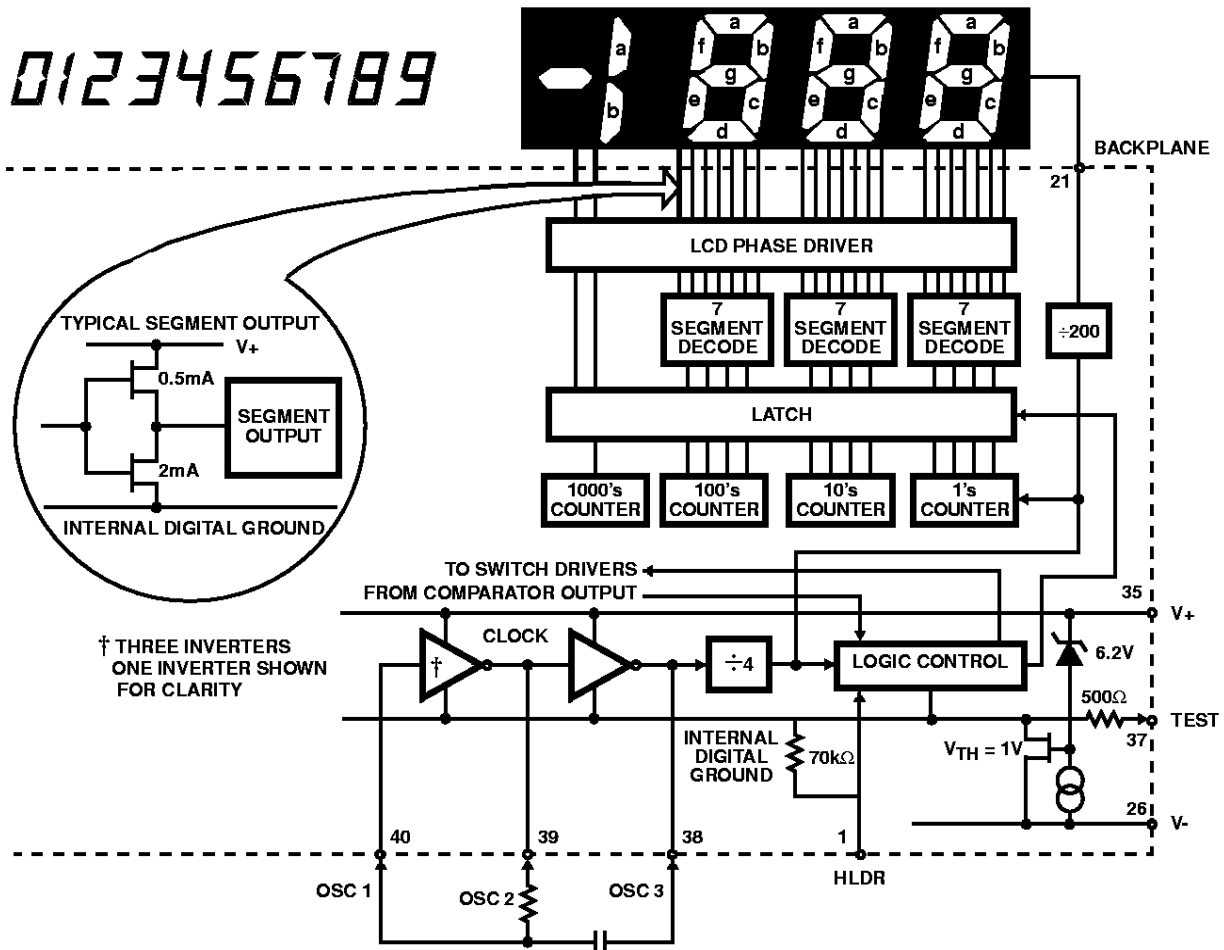 0123456789
a
b
a
f
b
g
e
c
d
a
f
b
g
e
c
d
a
f
b
g
e
c
d
BACKPLANE
21
LCD PHASE DRIVER
TYPICAL SEGMENT OUTPUT
V+
0.5mA
SEGMENT
OUTPUT
2mA
INTERNAL DIGITAL GROUND
7
SEGMENT
DECODE
7
SEGMENT
DECODE
7
SEGMENT
DECODE
÷200
LATCH
1000's
COUNTER
100's
COUNTER
10's
COUNTER
1's
COUNTER
TO SWITCH DRIVERS
FROM COMPARATOR OUTPUT
35
V+
† THREE INVERTERS
ONE INVERTER SHOWN
FOR CLARITY
†
CLOCK
÷4
LOGIC CONTROL
6.2V
500Ω
TEST
37
INTERNAL
DIGITAL
GROUND
70kΩ
VTH = 1V
26
V-
40
39
38
1
OSC 1
OSC 2
OSC 3
HLDR